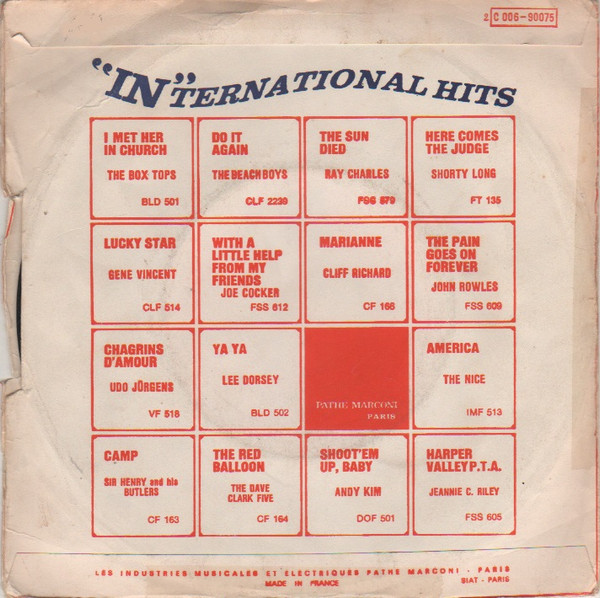 2 C 006-90075
"IN"TERNATIONAL HITS
I MET HER
IN CHURCH
THE BOX TOPS
BLD 501
DO IT
AGAIN
THE BEACH BOYS
CLF 2239
THE SUN
DIED
RAY CHARLES
FSS 579
HERE COMES
THE JUDGE
SHORTY LONG
FT 135
LUCKY STAR
GENE VINCENT
CLF 514
WITH A
LITTLE HELP
FROM MY
FRIENDS
JOE COCKER
FSS 612
MARIANNE
CLIFF RICHARD
CF 166
THE PAIN
GOES ON
FOREVER
JOHN ROWLES
FSS 609
CHAGRINS
D'AMOUR
UDO JÜRGENS
VF 518
YA YA
LEE DORSEY
BLD 502
PATHE MARCONI
PARIS
AMERICA
THE NICE
IMF 513
CAMP
SIR HENRY and his
BUTLERS
CF 163
THE RED
BALLOON
THE DAVE
CLARK FIVE
CF 164
SHOOT'EM
UP, BABY
ANDY KIM
DOF 501
HARPER
VALLEY P.T.A.
JEANNIE C. RILEY
FSS 605
LES INDUSTRIES MUSICALES ET ELECTRIQUES PATHE MARCONI - PARIS
MADE IN FRANCE
SIAT - PARIS